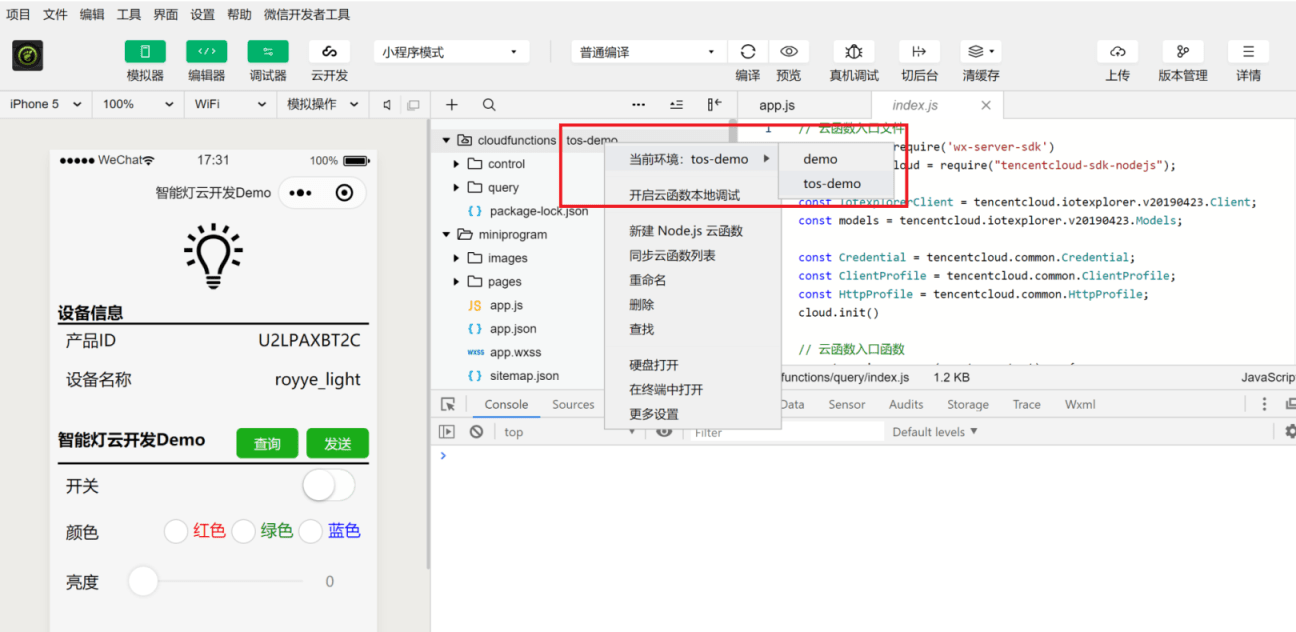 项目 文件 编辑 工具 界面 设置 帮助 微信开发者工具
小程序模式 普通编译
模拟器 编辑器 调试器 云开发 编译 预览 真机调试 切后台 清缓存 上传 版本管理 详情
iPhone 5 100% WiFi 模拟操作
app.js index.js
WeChat 17:31 100%
智能灯云开发Demo
设备信息
产品ID U2LPAXBT2C
设备名称 royye_light
智能灯云开发Demo 查询 发送
开关
颜色 红色 绿色 蓝色
亮度 0
cloudfunctions tos-demo
control
query
package-lock.json
miniprogram
images
pages
JS app.js
{ } app.json
wxss app.wxss
{ } sitemap.json
当前环境：tos-demo
demo
tos-demo
开启云函数本地调试
新建 Node.js 云函数
同步云函数列表
重命名
删除
查找
硬盘打开
在终端中打开
更多设置
1 // 云函数入口文件
require('wx-server-sdk')
cloud = require("tencentcloud-sdk-nodejs");
const IotexplorerClient = tencentcloud.iotexplorer.v20190423.Client;
const models = tencentcloud.iotexplorer.v20190423.Models;
const Credential = tencentcloud.common.Credential;
const ClientProfile = tencentcloud.common.ClientProfile;
const HttpProfile = tencentcloud.common.HttpProfile;
cloud.init()
// 云函数入口函数
functions/query/index.js 1.2 KB JavaScrip
Console Sources Data Sensor Audits Storage Trace Wxml
top Filter Default levels